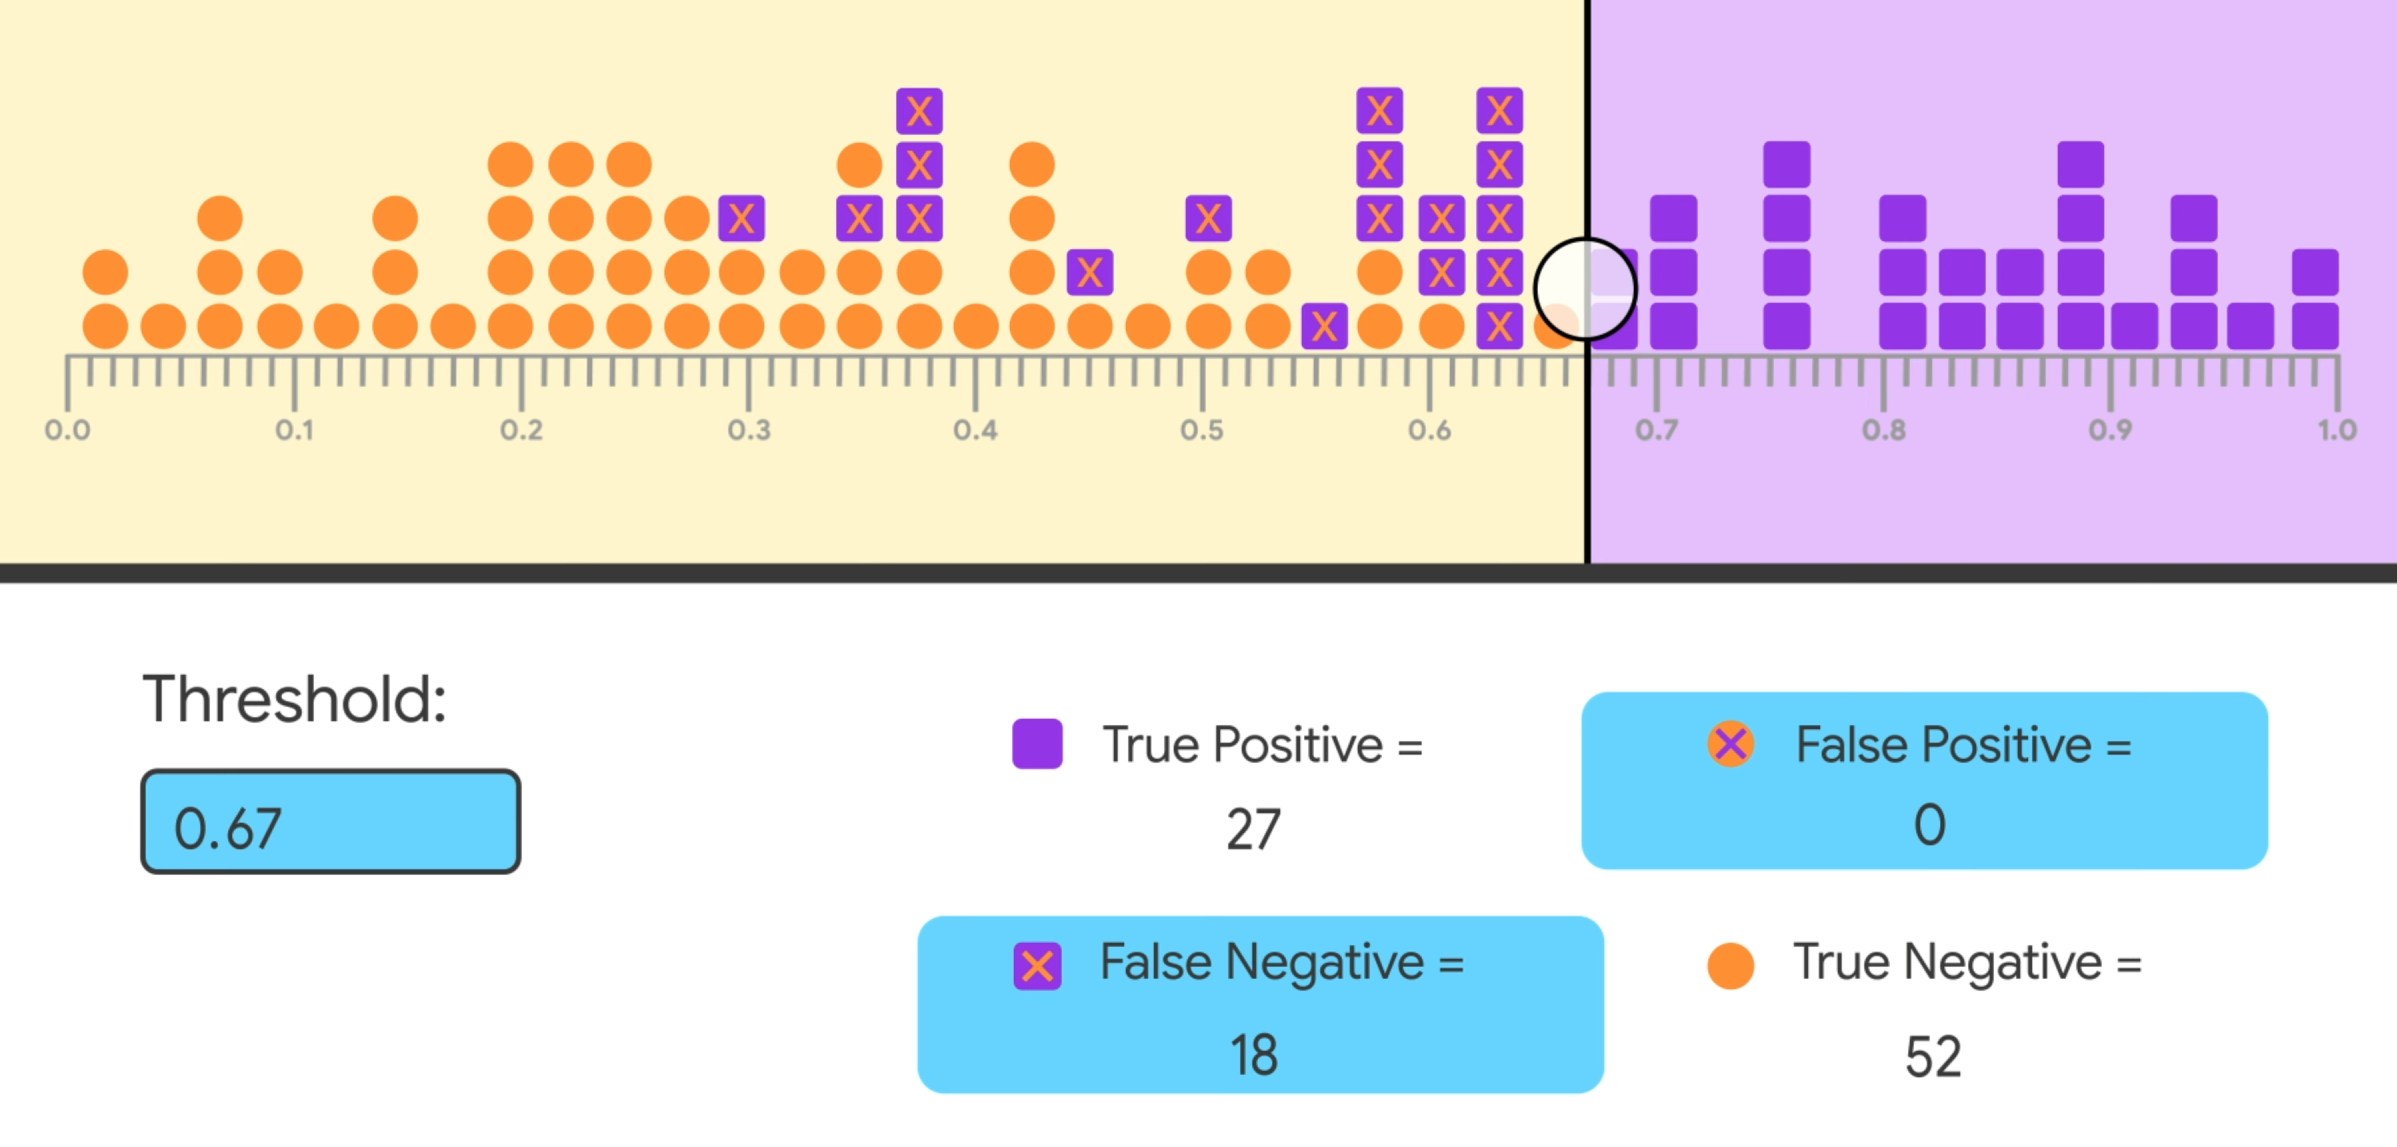 0.0 0.1 0.2 0.3 0.4 0.5 0.6 0.7 0.8 0.9 1.0
Threshold:
0.67
True Positive =
27
False Positive =
0
False Negative =
18
True Negative =
52